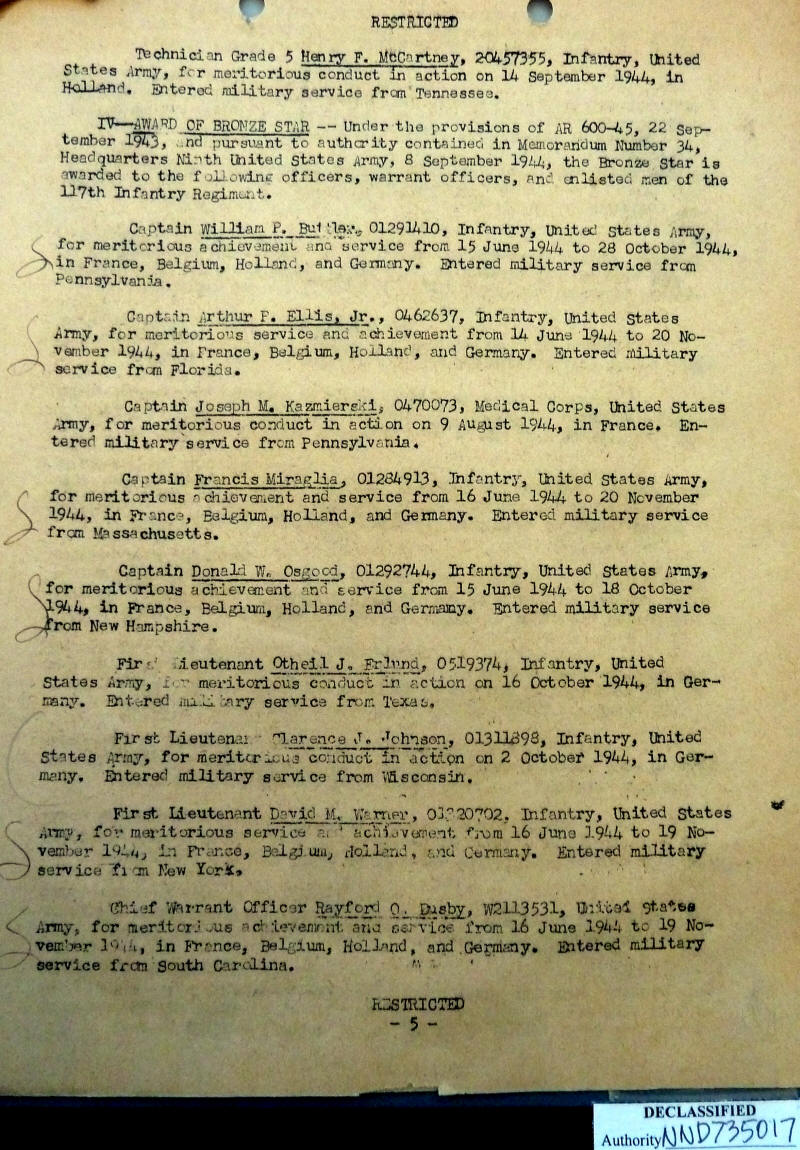 RESTRICTED
Technician Grade 5 Henry F. McCartney, 20457355, Infantry, United
States Army, for meritorious conduct in action on 14 September 1944, in
Holland. Entered military service from Tennessee.
IV—AWARD OF BRONZE STAR -- Under the provisions of AR 600-45, 22 Sep-
tember 1943, and pursuant to authority contained in Memorandum Number 34,
Headquarters Ninth United States Army, 8 September 1944, the Bronze Star is
awarded to the following officers, warrant officers, and enlisted men of the
117th Infantry Regiment.
Captain William P. Butler, 01291410, Infantry, United States Army,
for meritorious achievement and service from 15 June 1944 to 28 October 1944,
in France, Belgium, Holland, and Germany. Entered military service from
Pennsylvania.
Captain Arthur F. Ellis, Jr., 0462637, Infantry, United States
Army, for meritorious service and achievement from 14 June 1944 to 20 No-
vember 1944, in France, Belgium, Holland, and Germany. Entered military
service from Florida.
Captain Joseph M. Kazmierski, 0470073, Medical Corps, United States
Army, for meritorious conduct in action on 9 August 1944, in France. En-
tered military service from Pennsylvania.
Captain Francis Miraglia, 01284913, Infantry, United States Army,
for meritorious achievement and service from 16 June 1944 to 20 November
1944, in France, Belgium, Holland, and Germany. Entered military service
from Massachusetts.
Captain Donald W. Osgood, 01292744, Infantry, United States Army,
for meritorious achievement and service from 15 June 1944 to 18 October
1944, in France, Belgium, Holland, and Germany. Entered military service
from New Hampshire.
First Lieutenant Otheil J. Erlund, 0519374, Infantry, United
States Army, for meritorious conduct in action on 16 October 1944, in Ger-
many. Entered military service from Texas.
First Lieutenant Clarence J. Johnson, 01311898, Infantry, United
States Army, for meritorious conduct in action on 2 October 1944, in Ger-
many. Entered military service from Wisconsin.
First Lieutenant David M. Warner, Infantry, United States
Army, for meritorious service and achievement from 16 June 1944 to 19 No-
vember 1944, in France, Belgium, Holland, and Germany. Entered military
service from New York.
Chief Warrant Officer Rayford O. Busby, W2113531, United States
Army, for meritorious achievement and service from 16 June 1944 to 19 No-
vember 1944, in France, Belgium, Holland, and Germany. Entered military
service from South Carolina.
RESTRICTED
- 5 -
DECLASSIFIED
Authority NND735017